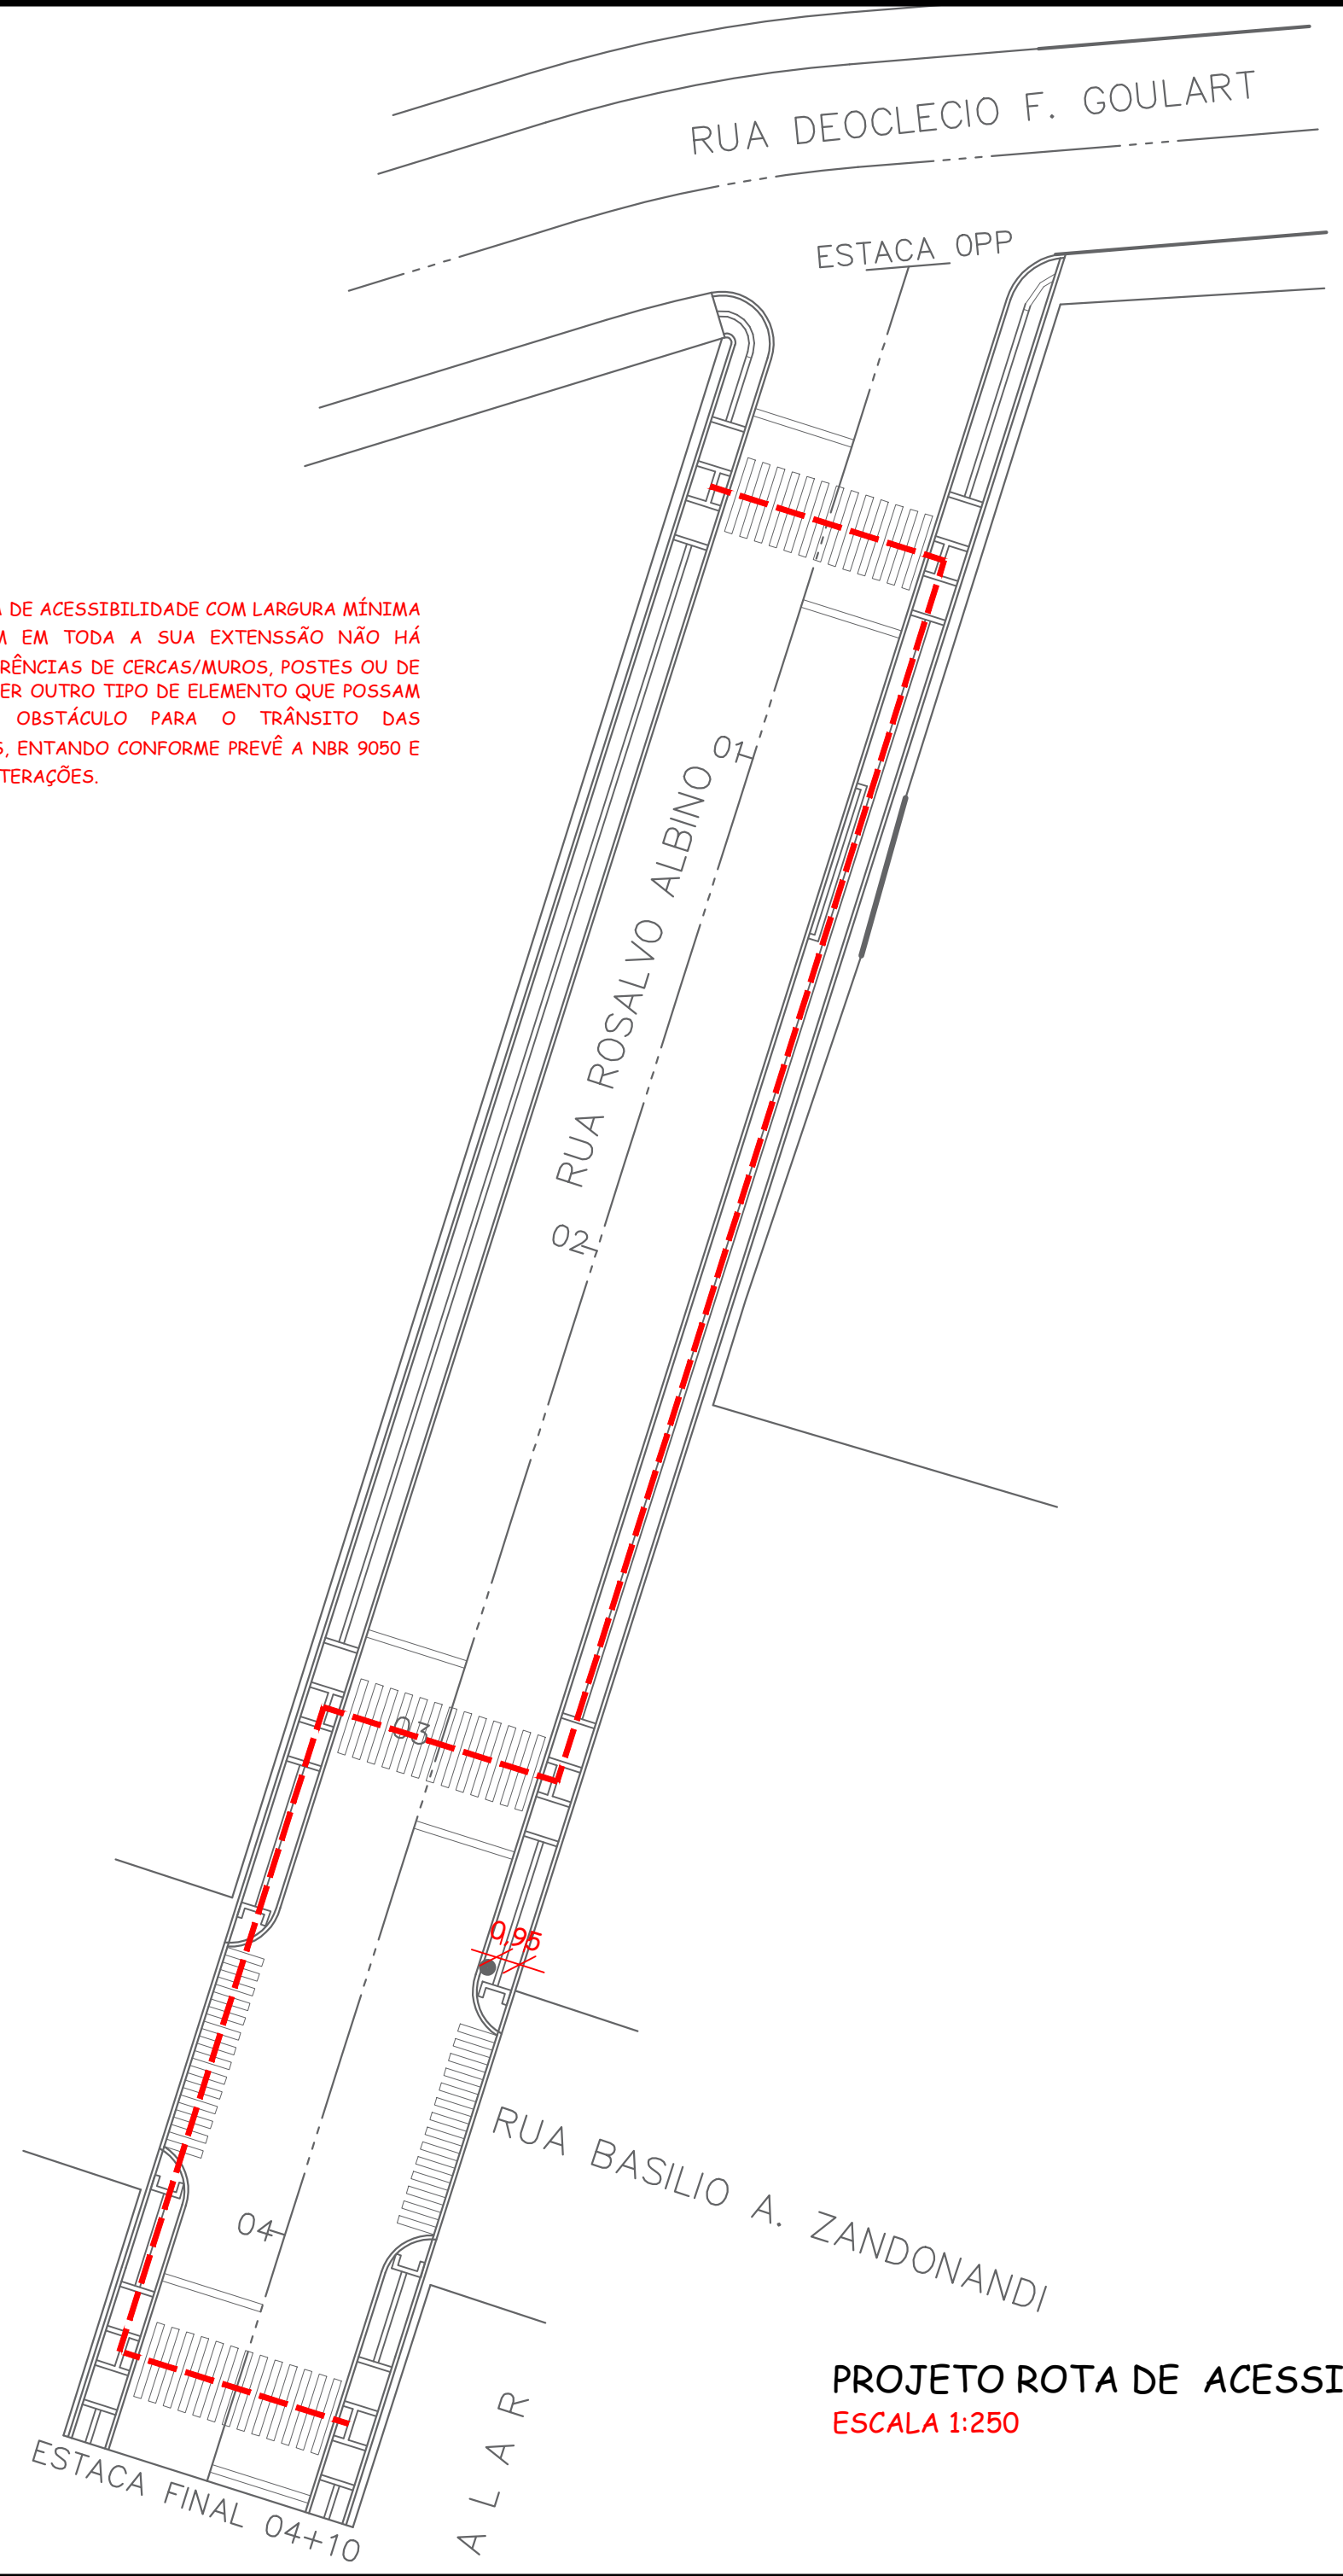 RUA DEOCLECIO F. GOULART
ESTACA 0PP
DE ACESSIBILIDADE COM LARGURA MÍNIMA
EM TODA A SUA EXTENSSÃO NÃO HÁ
RÊNCIAS DE CERCAS/MUROS, POSTES OU DE
ER OUTRO TIPO DE ELEMENTO QUE POSSAM
OBSTÁCULO PARA O TRÂNSITO DAS
S, ENTANDO CONFORME PREVÊ A NBR 9050 E
TERAÇÕES.
01
RUA ROSALVO ALBINO
02
03
0,95
RUA BASILIO A. ZANDONANDI
04
PROJETO ROTA DE ACESSI
ESCALA 1:250
ALAR
ESTACA FINAL 04+10